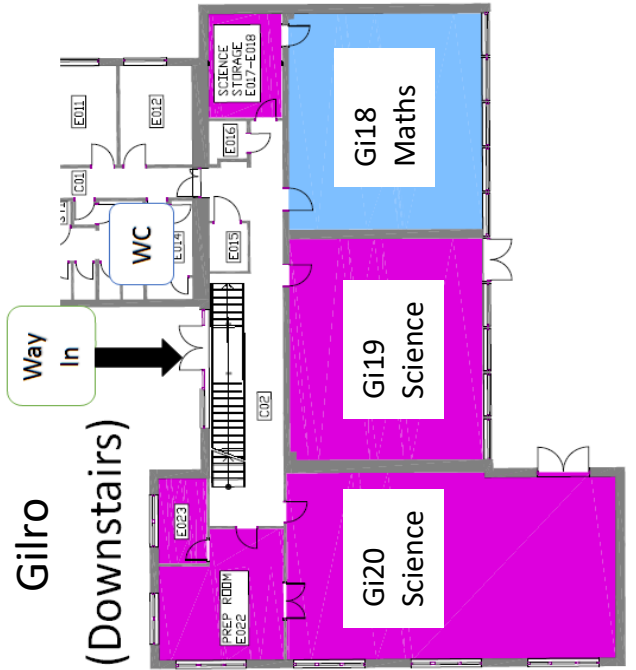 Gilro
(Downstairs)
Way
In
WC
E011
E012
C01
ST1
E014
SCIENCE
STORAGE
E017-E018
E016
E015
Gi18
Maths
Gi19
Science
C02
E023
PREP ROOM
E022
Gi20
Science